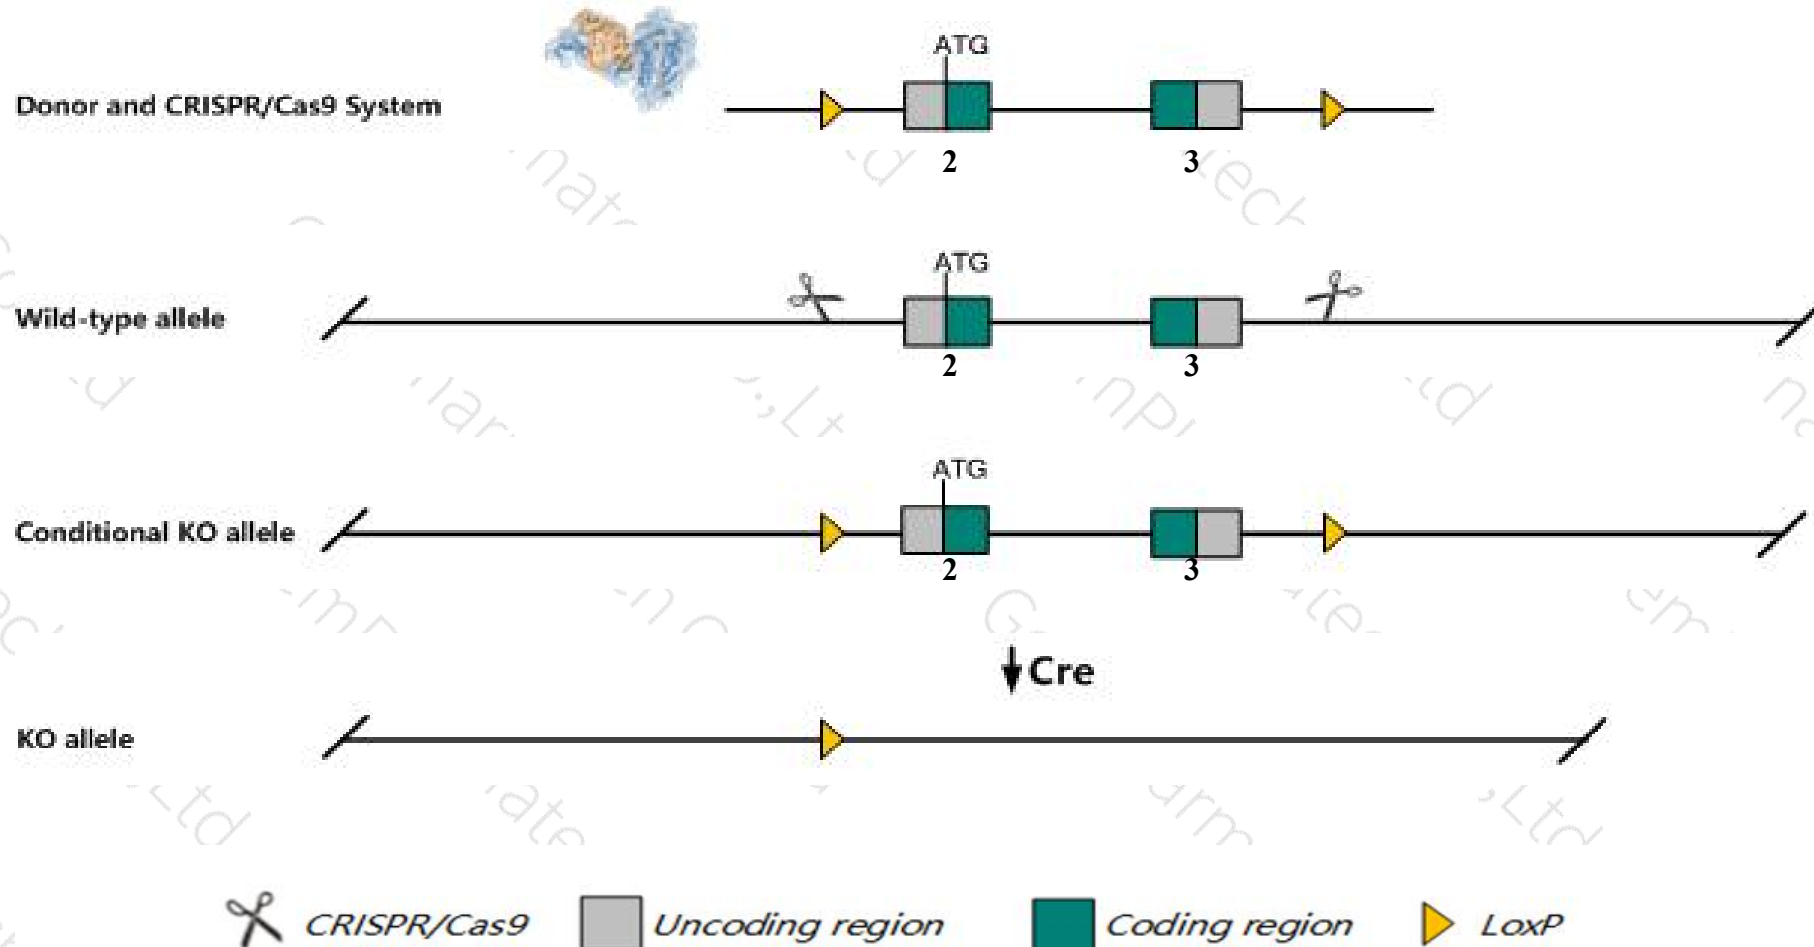 ATG
Donor and CRISPR/Cas9 System
2 3
ATG
Wild-type allele
2 3
ATG
Conditional KO allele
2 3
Cre
KO allele
CRISPR/Cas9 Uncoding region Coding region LoxP